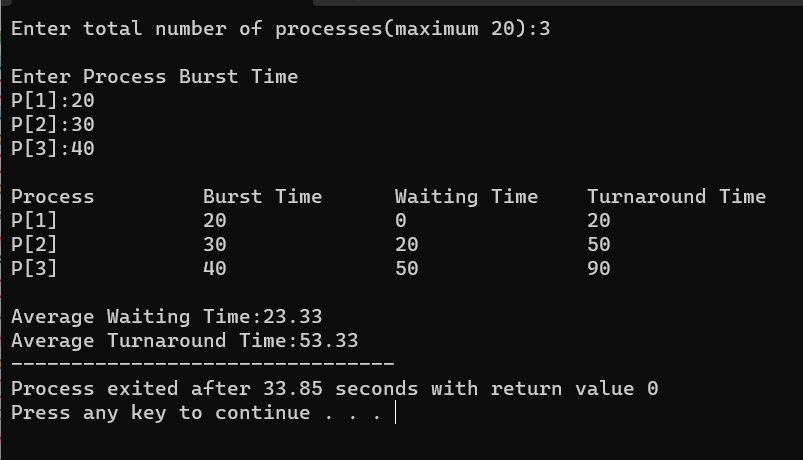 Enter total number of processes(maximum 20):3
Enter Process Burst Time
P[1]:20
P[2]:30
P[3]:40
Process Burst Time Waiting Time Turnaround Time
P[1] 20 0 20
P[2] 30 20 50
P[3] 40 50 90
Average Waiting Time:23.33
Average Turnaround Time:53.33
--------------------------------
Process exited after 33.85 seconds with return value 0
Press any key to continue . . .